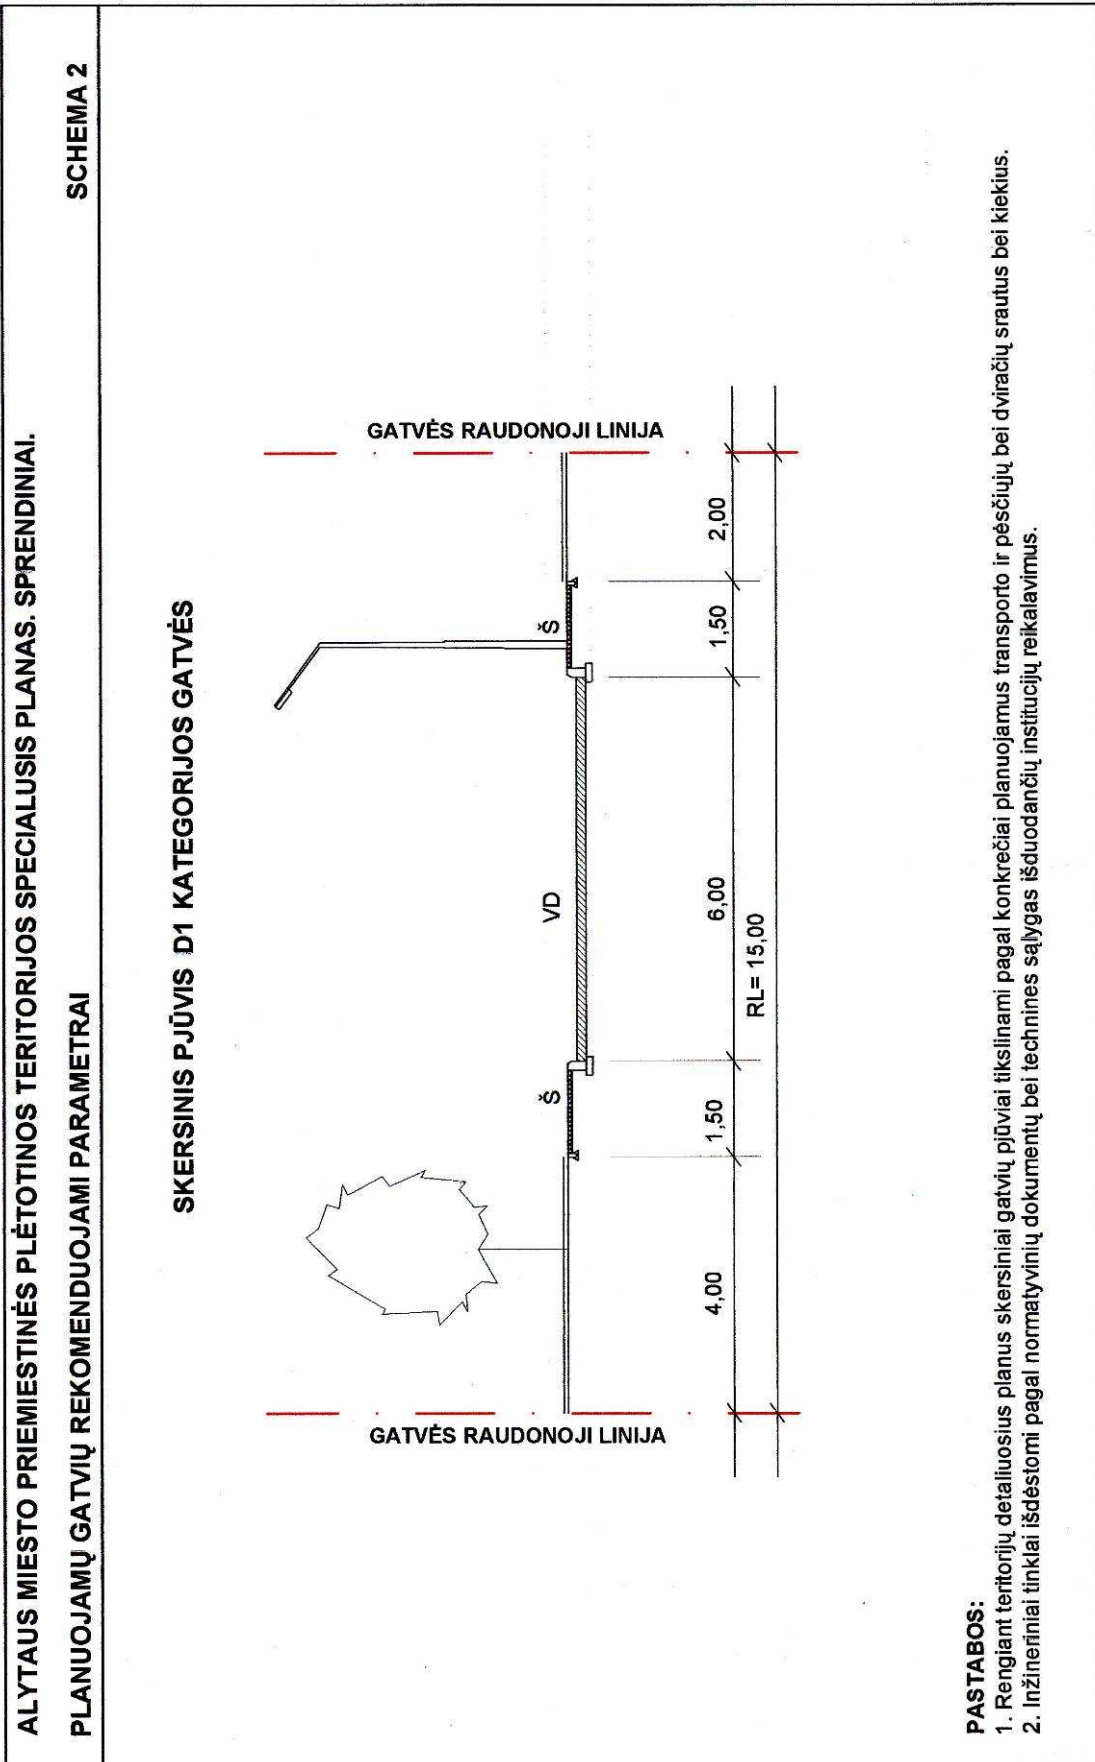 ALYTAUS MIESTO PRIEMIESTINĖS PLĖTOTINOS TERITORIJOS SPECIALUSIS PLANAS. SPRENDINIAI.
PLANUOJAMŲ GATVIŲ REKOMENDUOJAMI PARAMETRAI
SCHEMA 2
SKERSINIS PJŪVIS D1 KATEGORIJOS GATVĖS
GATVĖS RAUDONOJI LINIJA
GATVĖS RAUDONOJI LINIJA
Š
VD
Š
4,00
1,50
6,00
1,50
2,00
RL= 15,00
PASTABOS:
1. Rengiant teritorijų detaliuosius planus skersiniai gatvių pjūviai tikslinami pagal konkrečiai planuojamus transporto ir pėsčiųjų bei dviračių srautus bei kiekius.
2. Inžineriniai tinklai išdėstomi pagal normatyvinių dokumentų bei technines sąlygas išduodančių institucijų reikalavimus.